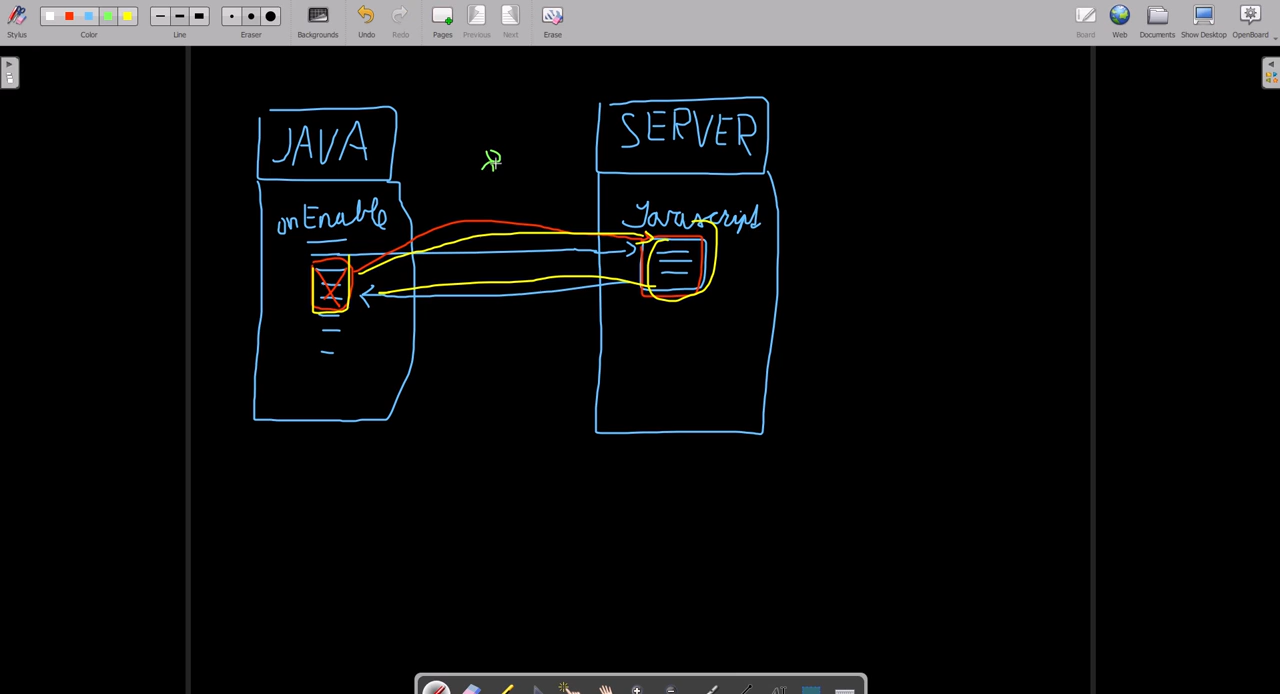 Stylus
Color
Line
Eraser
Backgrounds
Undo
Redo
Pages
Previous
Next
Erase
Board
Web
Documents
Show Desktop
OpenBoard
JAVA
SERVER
onEnable
Javascript